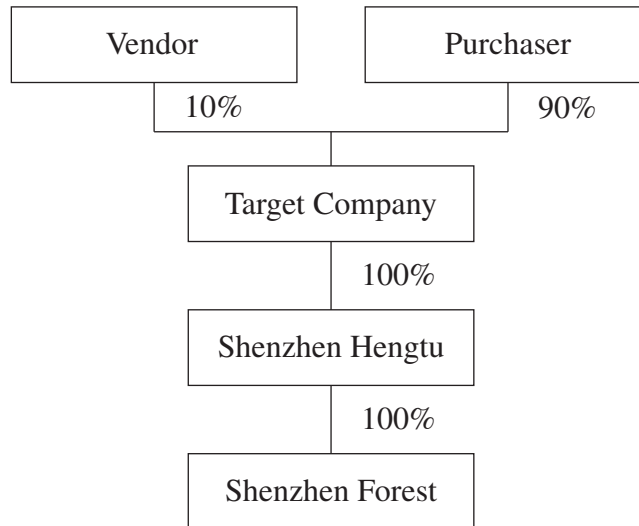 Vendor
Purchaser
10%
90%
Target Company
100%
Shenzhen Hengtu
100%
Shenzhen Forest